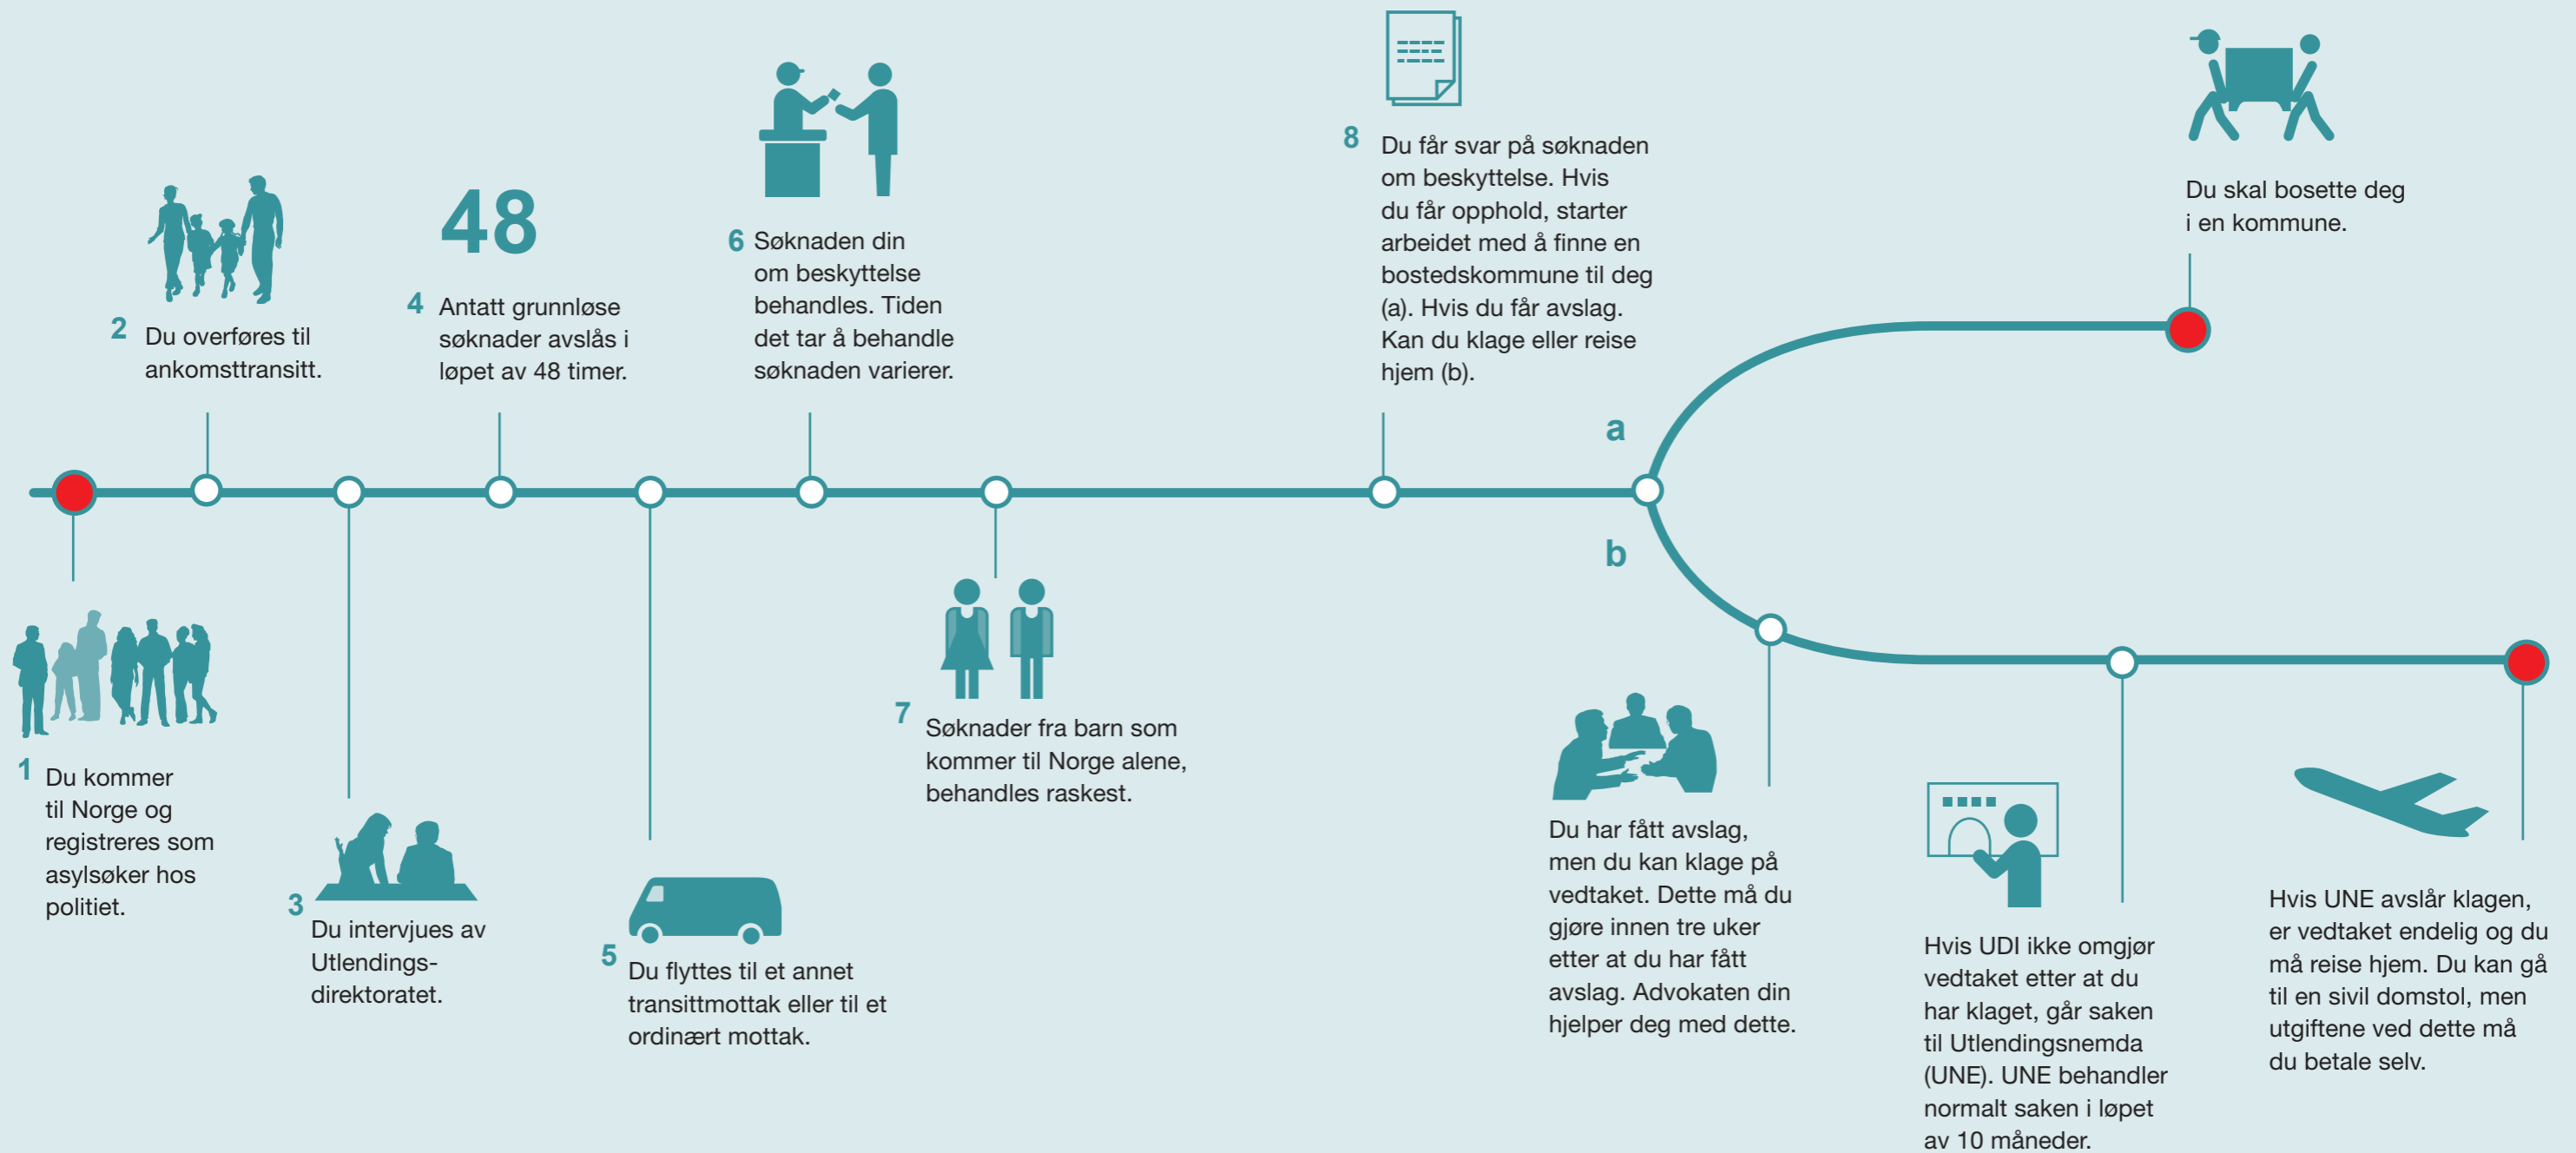 1
Du kommer
til Norge og
registreres som
asylsøker hos
politiet.
2
Du overføres til
ankomsttransitt.
3
Du intervjues av
Utlendings-
direktoratet.
48
4
Antatt grunnløse
søknader avslås i
løpet av 48 timer.
5
Du flyttes til et annet
transittmottak eller til et
ordinært mottak.
6
Søknaden din
om beskyttelse
behandles. Tiden
det tar å behandle
søknaden varierer.
7
Søknader fra barn som
kommer til Norge alene,
behandles raskest.
8
Du får svar på søknaden
om beskyttelse. Hvis
du får opphold, starter
arbeidet med å finne en
bostedskommune til deg
(a). Hvis du får avslag.
Kan du klage eller reise
hjem (b).
a
Du skal bosette deg
i en kommune.
b
Du har fått avslag,
men du kan klage på
vedtaket. Dette må du
gjøre innen tre uker
etter at du har fått
avslag. Advokaten din
hjelper deg med dette.
Hvis UDI ikke omgjør
vedtaket etter at du
har klaget, går saken
til Utlendingsnemda
(UNE). UNE behandler
normalt saken i løpet
av 10 måneder.
Hvis UNE avslår klagen,
er vedtaket endelig og du
må reise hjem. Du kan gå
til en sivil domstol, men
utgiftene ved dette må
du betale selv.